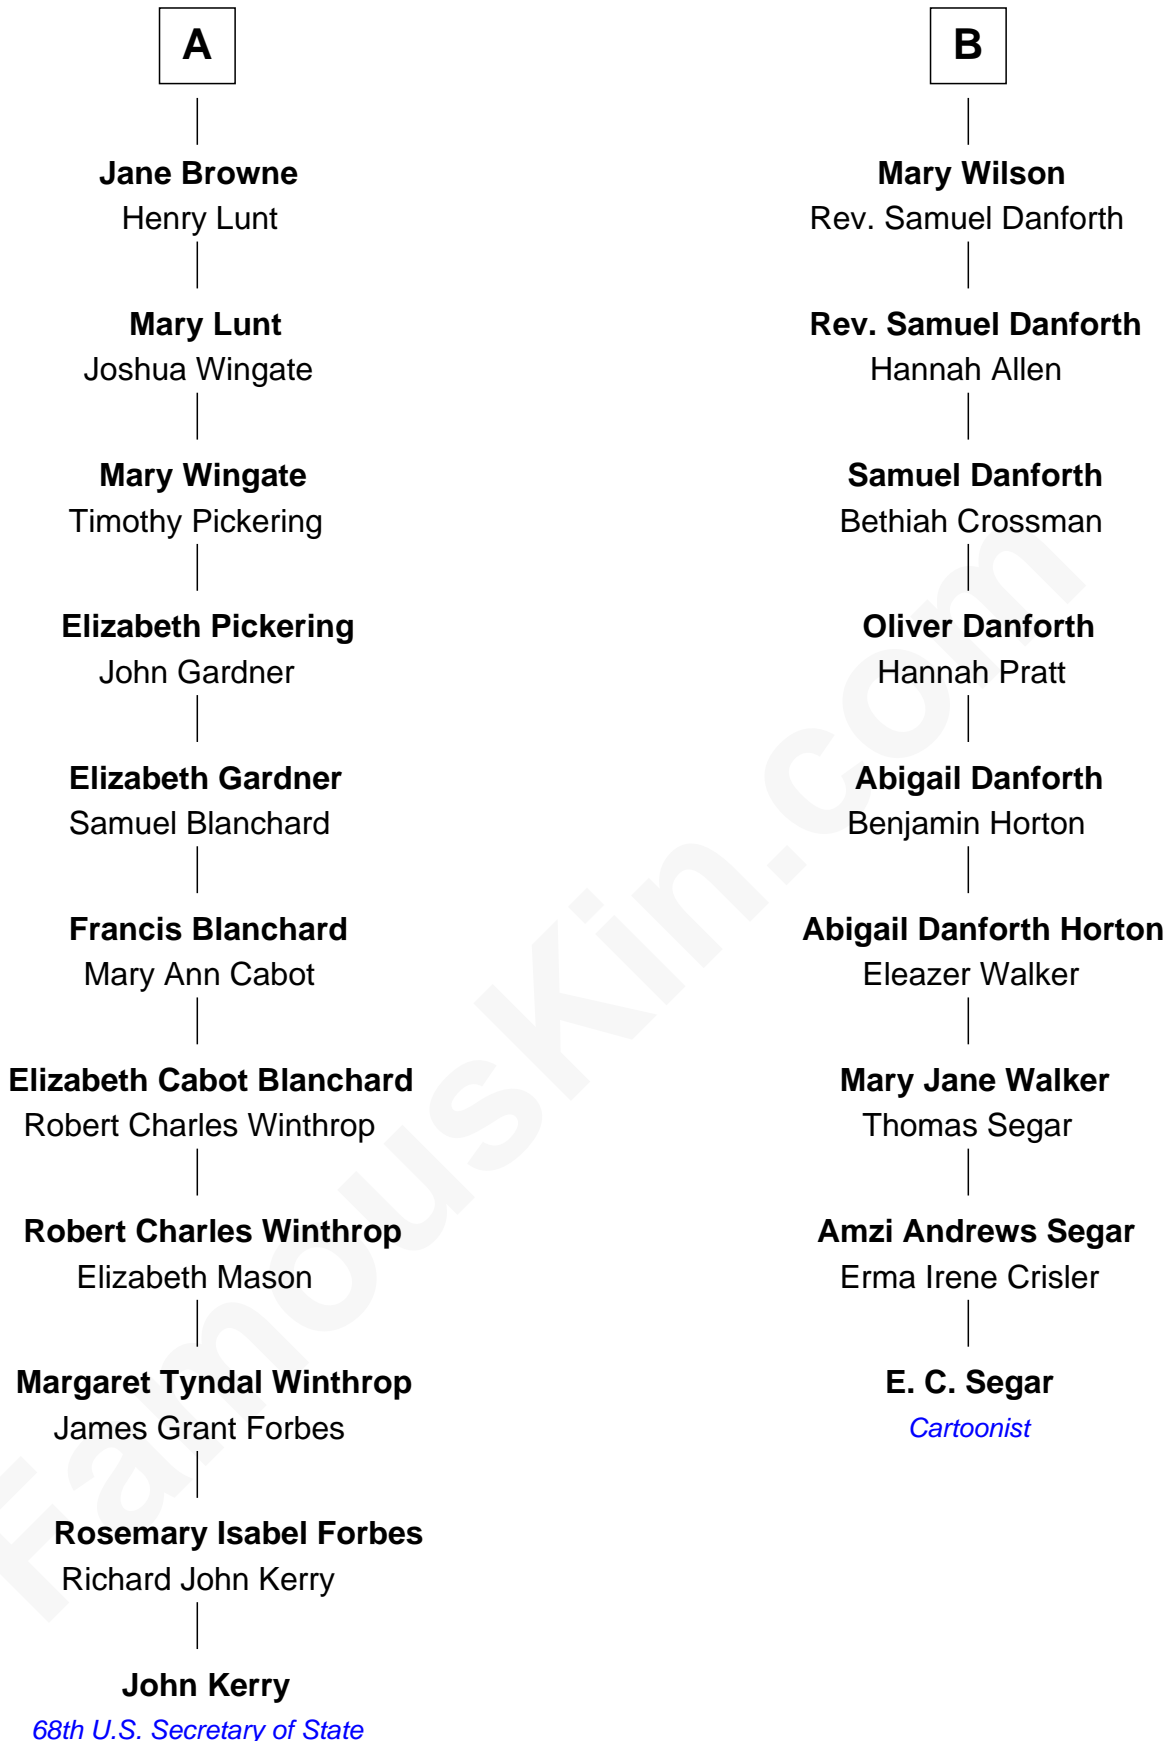 A
Jane Browne
Henry Lunt
Mary Lunt
Joshua Wingate
Mary Wingate
Timothy Pickering
Elizabeth Pickering
John Gardner
Elizabeth Gardner
Samuel Blanchard
Francis Blanchard
Mary Ann Cabot
Elizabeth Cabot Blanchard
Robert Charles Winthrop
Robert Charles Winthrop
Elizabeth Mason
Margaret Tyndal Winthrop
James Grant Forbes
Rosemary Isabel Forbes
Richard John Kerry
John Kerry
68th U.S. Secretary of State
B
Mary Wilson
Rev. Samuel Danforth
Rev. Samuel Danforth
Hannah Allen
Samuel Danforth
Bethiah Crossman
Oliver Danforth
Hannah Pratt
Abigail Danforth
Benjamin Horton
Abigail Danforth Horton
Eleazer Walker
Mary Jane Walker
Thomas Segar
Amzi Andrews Segar
Erma Irene Crisler
E. C. Segar
Cartoonist
FamousKin.com